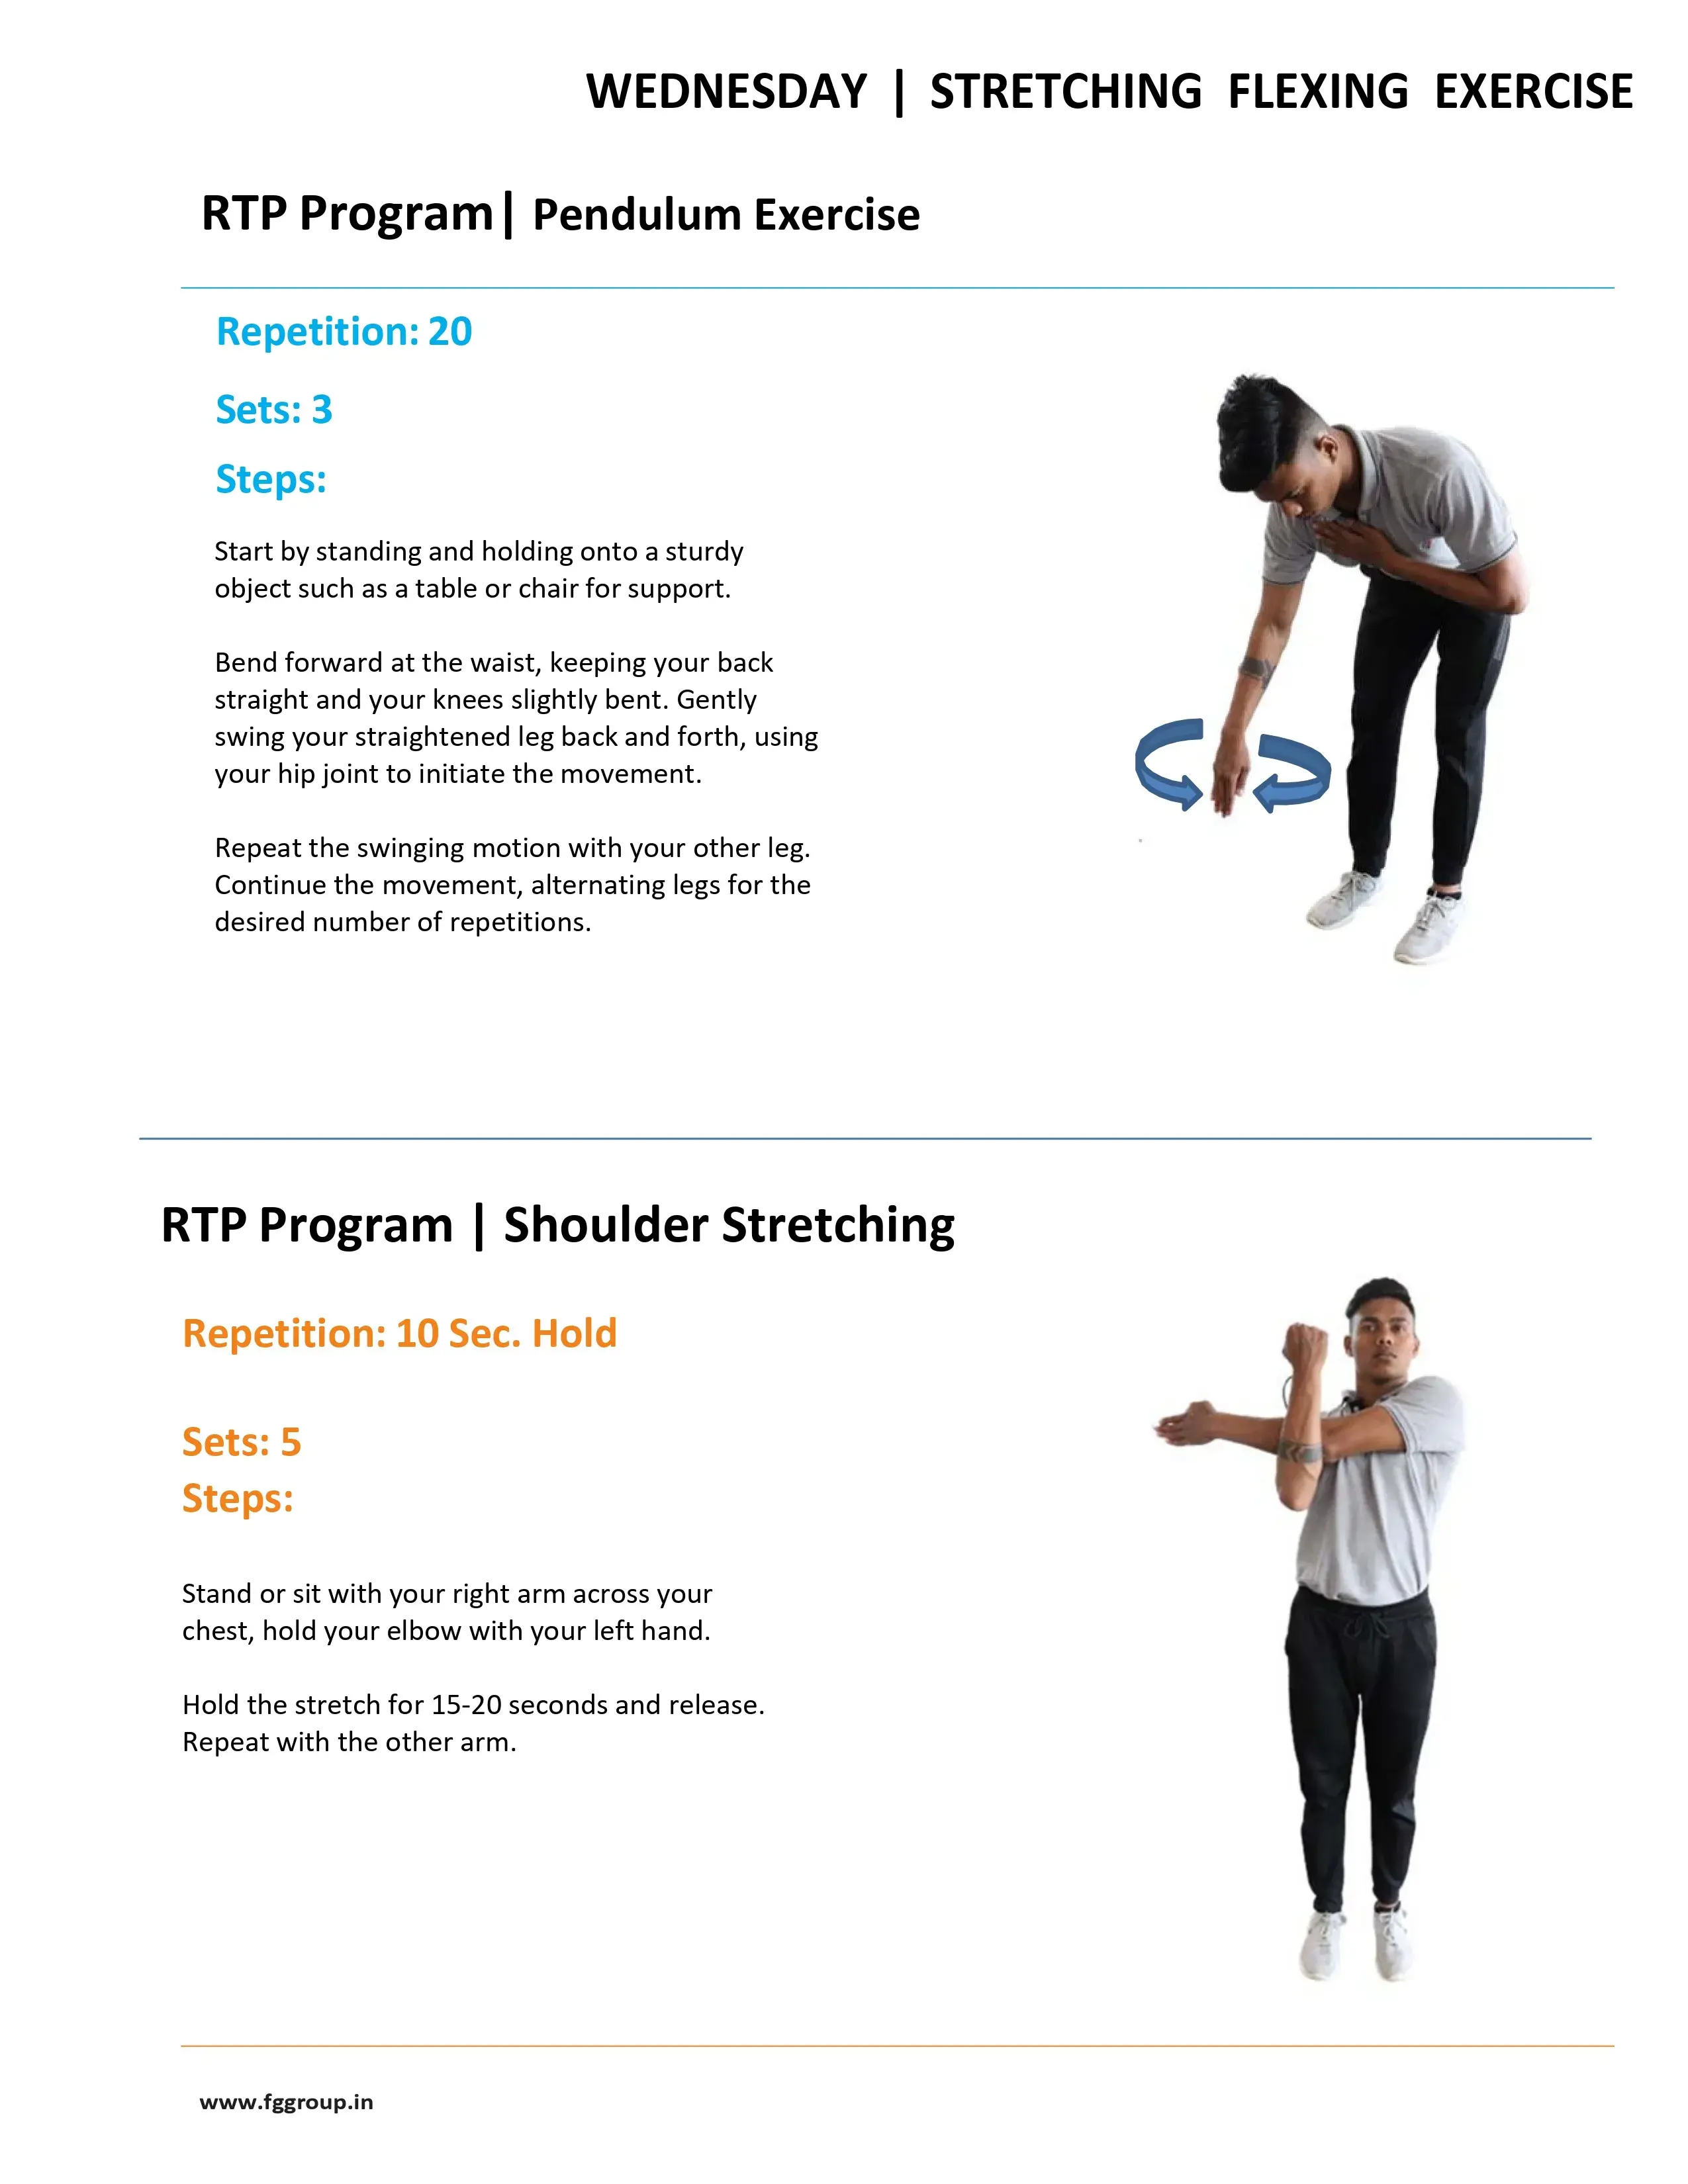 WEDNESDAY | STRETCHING FLEXING EXERCISE
RTP Program| Pendulum Exercise
Repetition: 20
Sets: 3
Steps:
Start by standing and holding onto a sturdy
object such as a table or chair for support.
Bend forward at the waist, keeping your back
straight and your knees slightly bent. Gently
swing your straightened leg back and forth, using
your hip joint to initiate the movement.
Repeat the swinging motion with your other leg.
Continue the movement, alternating legs for the
desired number of repetitions.
RTP Program | Shoulder Stretching
Repetition: 10 Sec. Hold
Sets: 5
Steps:
Stand or sit with your right arm across your
chest, hold your elbow with your left hand.
Hold the stretch for 15-20 seconds and release.
Repeat with the other arm.
www.fggroup.in